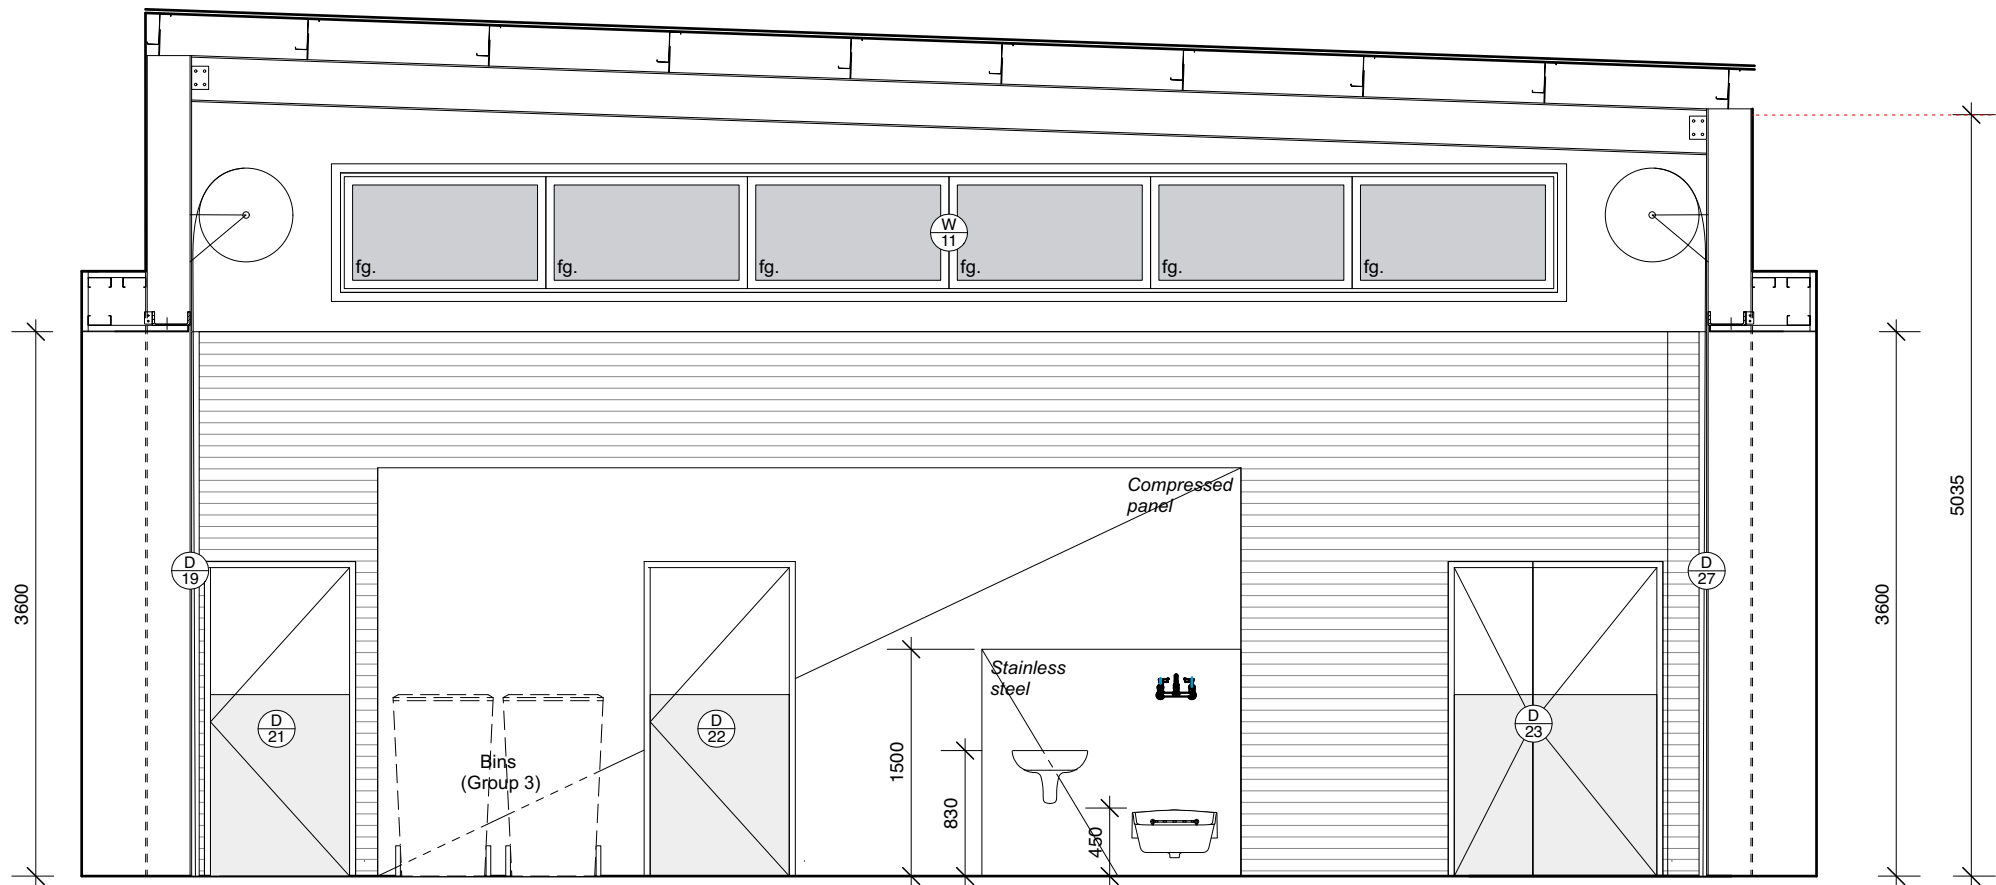 W
11
fg.
fg.
fg.
fg.
fg.
fg.
Compressed
panel
5035
D
19
D
27
3600
3600
Stainless
steel
D
21
D
22
D
23
Bins
(Group 3)
1500
830
450